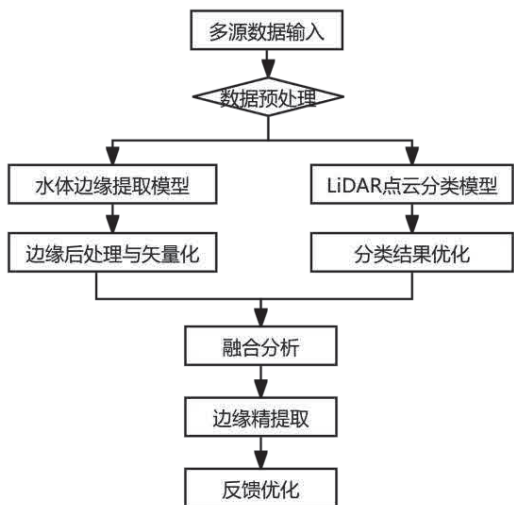 多源数据输入
数据预处理
水体边缘提取模型
LiDAR点云分类模型
边缘后处理与矢量化
分类结果优化
融合分析
边缘精提取
反馈优化